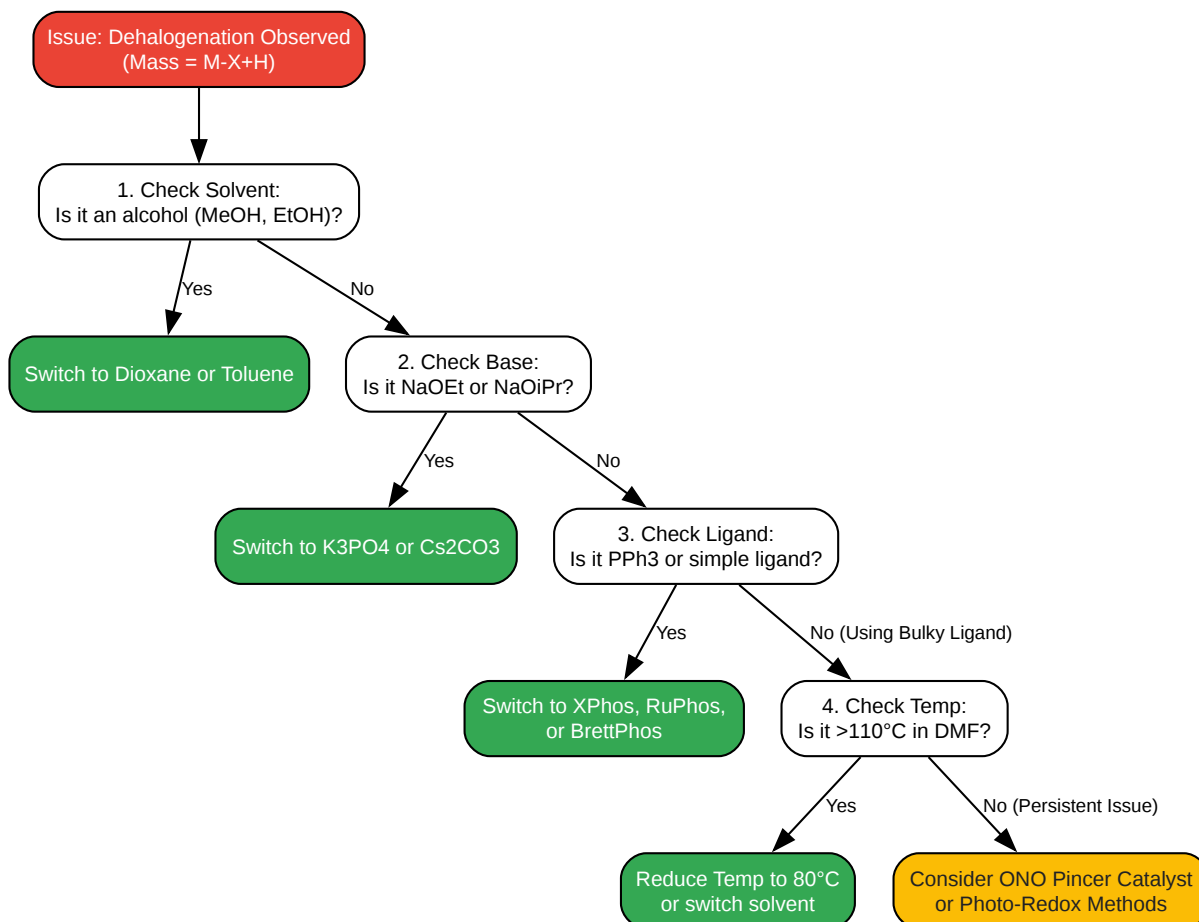 Issue: Dehalogenation Observed
(Mass = M-X+H)
1. Check Solvent:
Is it an alcohol (MeOH, EtOH)?
Yes
No
Switch to Dioxane or Toluene
2. Check Base:
Is it NaOEt or NaOiPr?
Yes
No
Switch to K3PO4 or Cs2CO3
3. Check Ligand:
Is it PPh3 or simple ligand?
Yes
No (Using Bulky Ligand)
Switch to XPhos, RuPhos,
or BrettPhos
4. Check Temp:
Is it >110°C in DMF?
Yes
No (Persistent Issue)
Reduce Temp to 80°C
or switch solvent
Consider ONO Pincer Catalyst
or Photo-Redox Methods